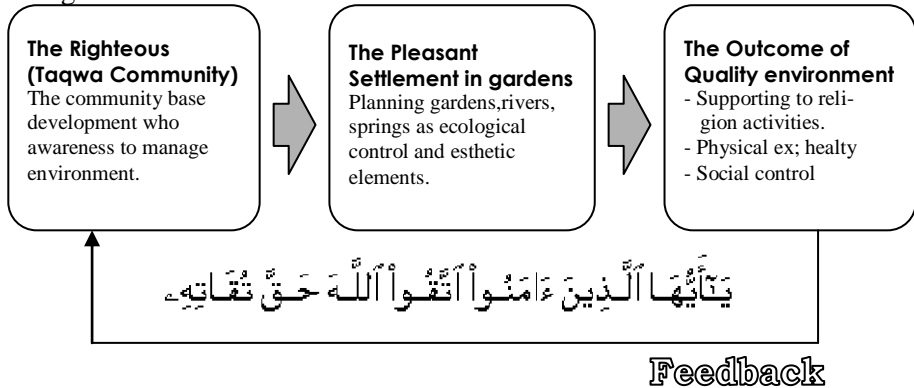 The Righteous
(Taqwa Community)
The community base
development who
awareness to manage
environment.
The Pleasant
Settlement in gardens
Planning gardens,rivers,
springs as ecological
control and esthetic
elements.
The Outcome of
Quality environment
- Supporting to reli-
gion activities.
- Physical ex; healty
- Social control
يَـٰٓأَيُّهَا ٱلَّذِينَ ءَامَنُوا۟ ٱتَّقُوا۟ ٱللَّهَ حَقَّ تُقَاتِهِۦ
Feedback